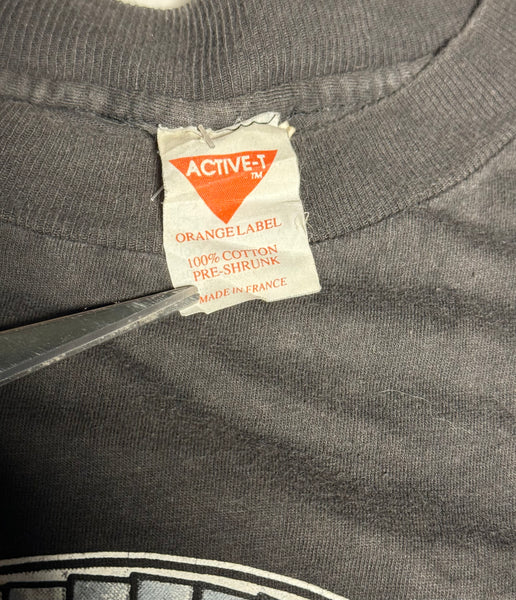 ACTIVE-T
TM
ORANGE LABEL
100% COTTON
PRE-SHRUNK
MADE IN FRANCE